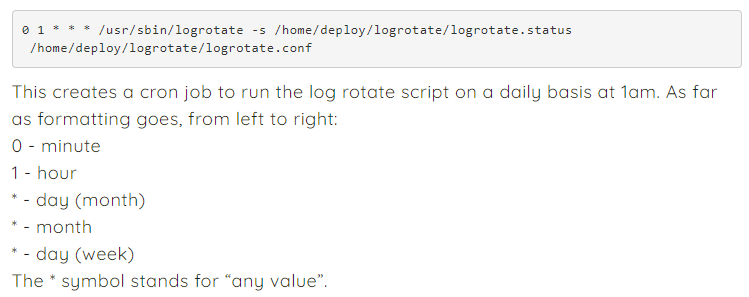 0 1 * * * /usr/sbin/logrotate -s /home/deploy/logrotate/logrotate.status
/home/deploy/logrotate/logrotate.conf
This creates a cron job to run the log rotate script on a daily basis at 1am. As far
as formatting goes, from left to right:
0 - minute
1 - hour
* - day (month)
* - month
* - day (week)
The * symbol stands for “any value”.